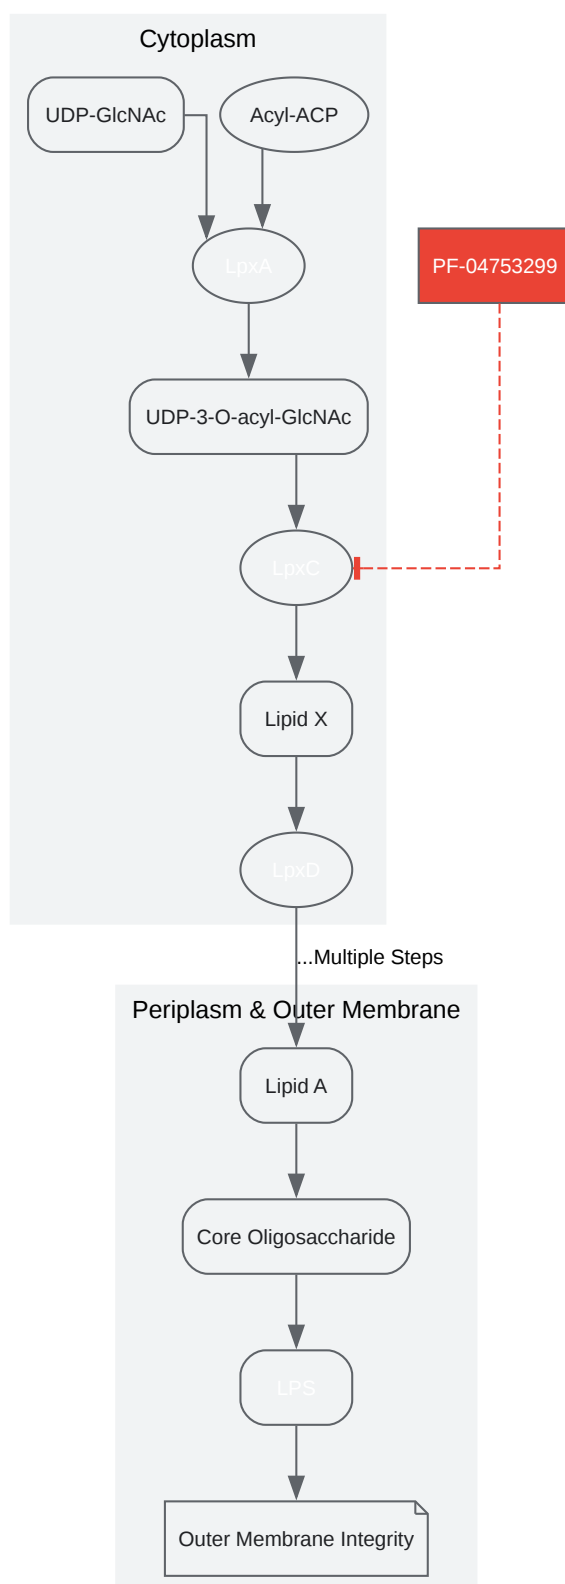 Cytoplasm
UDP-GlcNAc
Acyl-ACP
LpxA
PF-04753299
UDP-3-O-acyl-GlcNAc
LpxC
Lipid X
LpxD
...Multiple Steps
Periplasm & Outer Membrane
Lipid A
Core Oligosaccharide
LPS
Outer Membrane Integrity